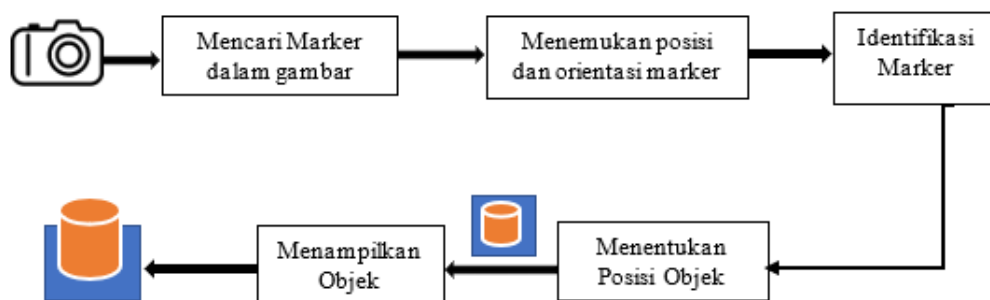 Mencari Marker
dalam gambar
Menemukan posisi
dan orientasi marker
Identifikasi
Marker
Menentukan
Posisi Objek
Menampilkan
Objek